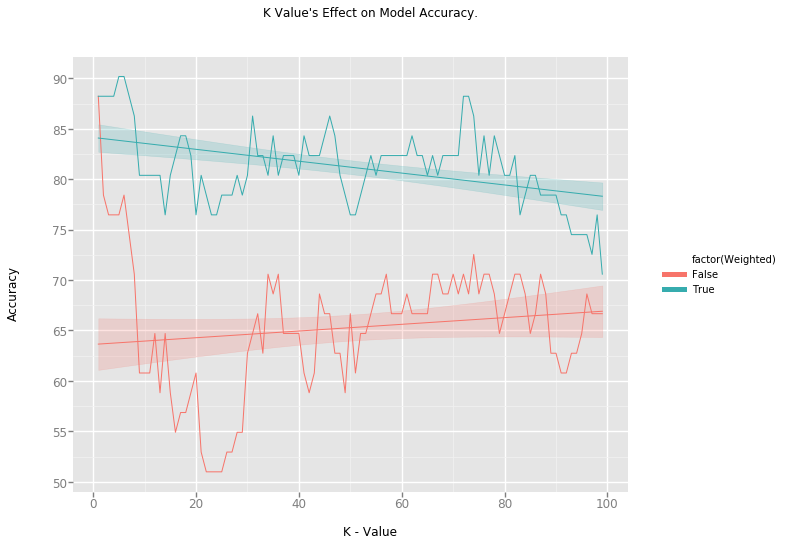 K Value's Effect on Model Accuracy.
90
85
80
75
70
65
60
55
50
Accuracy
0 20 40 60 80 100
K - Value
factor(Weighted)
False
True